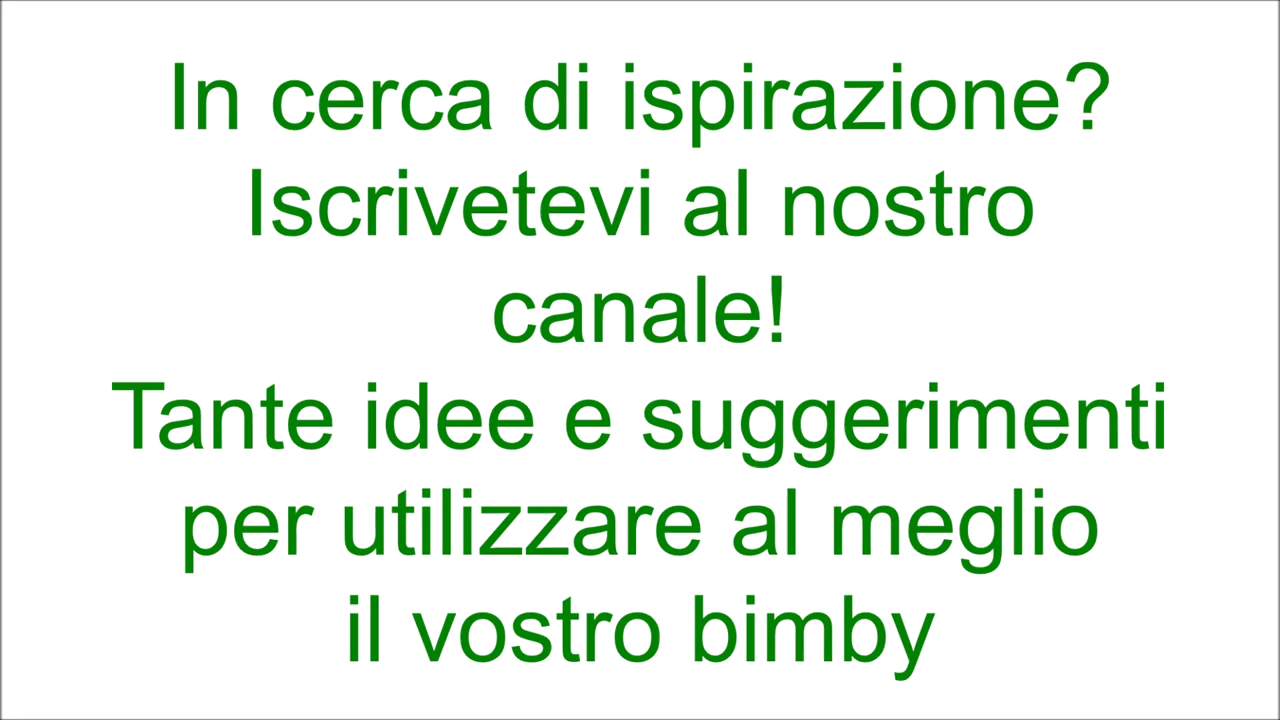 In cerca di ispirazione?
Iscrivetevi al nostro
canale!
Tante idee e suggerimenti
per utilizzare al meglio
il vostro bimby